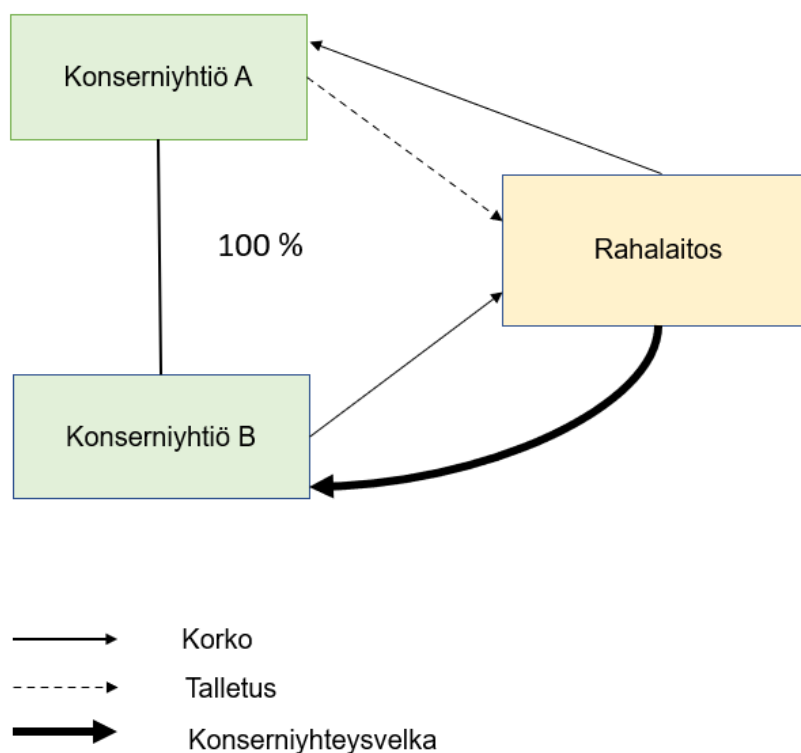 Konserniyhtiö A
100 %
Rahalaitos
Konserniyhtiö B
Korko
Talletus
Konserniyhteysvelka